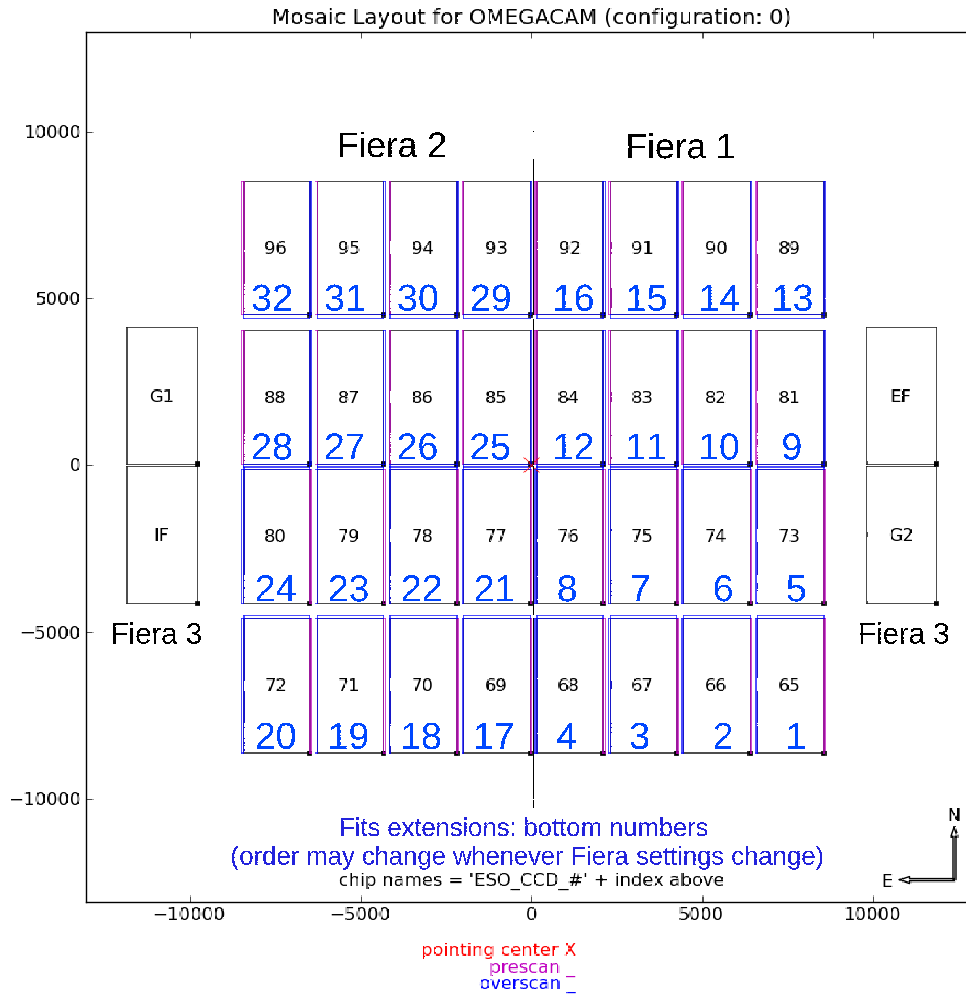 Mosaic Layout for OMEGACAM (configuration: 0)
10000
Fiera 2 Fiera 1
96 95 94 93 92 91 90 89
5000
32 31 30 29 16 15 14 13
G1 88 87 86 85 84 83 82 81 EF
28 27 26 25 12 11 10 9
0
IF 80 79 78 77 76 75 74 73 G2
24 23 22 21 8 7 6 5
−5000
Fiera 3 Fiera 3
72 71 70 69 68 67 66 65
20 19 18 17 4 3 2 1
−10000
N
Fits extensions: bottom numbers
(order may change whenever Fiera settings change)
chip names = 'ESO_CCD_#' + index above
E
−10000 −5000 0 5000 10000
pointing center X
prescan _
overscan _